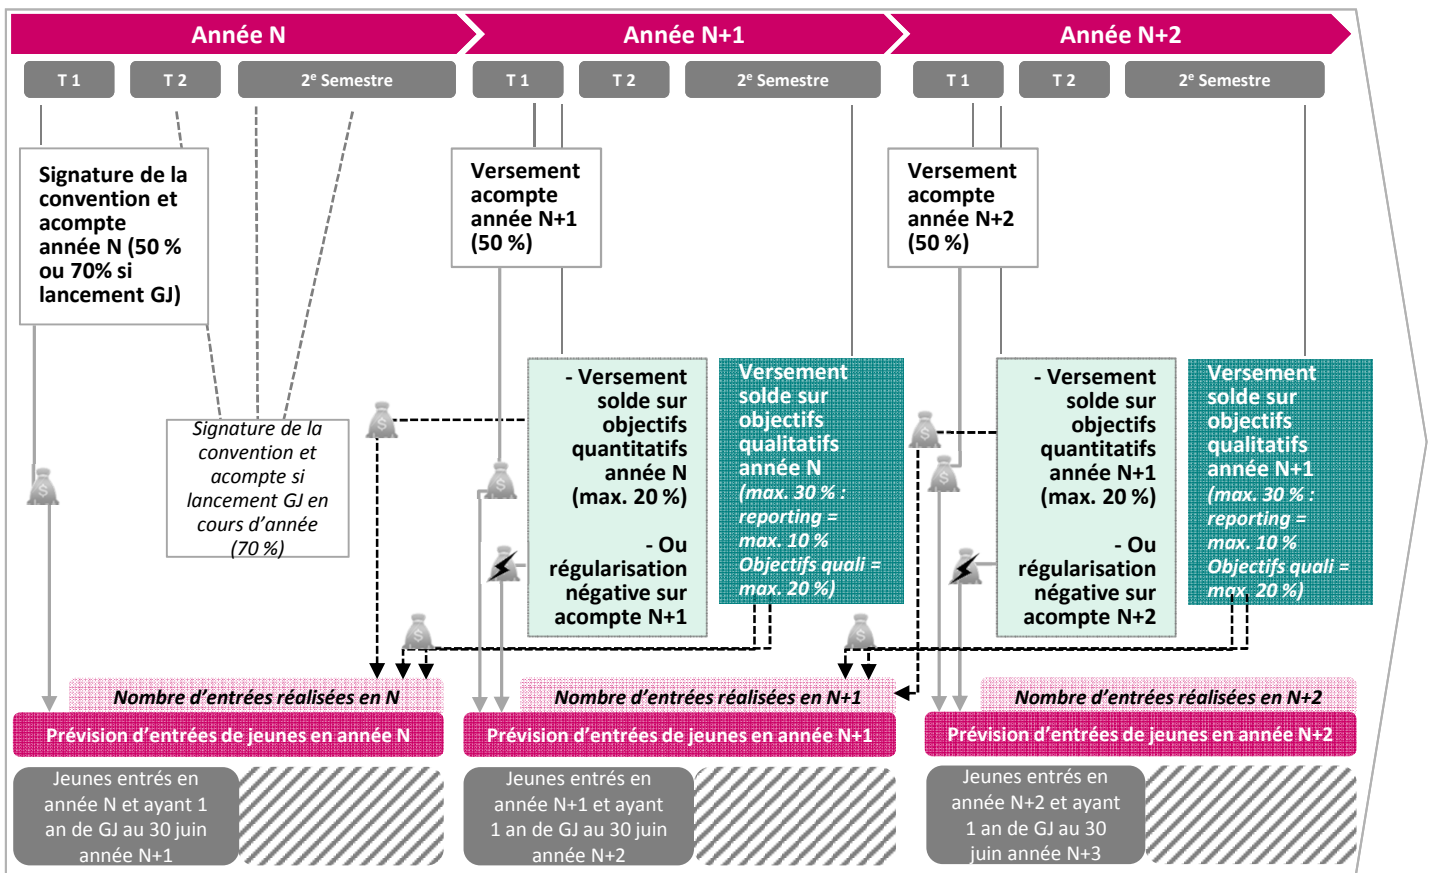 Année N
Année N+1
Année N+2
T 1
T 2
2e Semestre
T 1
T 2
2e Semestre
T 1
T 2
2e Semestre
Signature de la
convention et
acompte
année N (50 %
ou 70% si
lancement GJ)
Versement
acompte
année N+1
(50 %)
Versement
acompte
année N+2
(50 %)
Signature de la
convention et
acompte si
lancement GJ en
cours d'année
(70 %)
- Versement
solde sur
objectifs
quantitatifs
année N
(max. 20 %)
- Ou
régularisation
négative sur
acompte N+1
Versement
solde sur
objectifs
qualitatifs
année N
(max. 30 % :
reporting =
max. 10 %
Objectifs quali =
max. 20 %)
- Versement
solde sur
objectifs
quantitatifs
année N+1
(max. 20 %)
- Ou
régularisation
négative sur
acompte N+2
Versement
solde sur
objectifs
qualitatifs
année N+1
(max. 30 % :
reporting =
max. 10 %
Objectifs quali =
max. 20 %)
Nombre d'entrées réalisées en N
Nombre d'entrées réalisées en N+1
Nombre d'entrées réalisées en N+2
Prévision d'entrées de jeunes en année N
Prévision d'entrées de jeunes en année N+1
Prévision d'entrées de jeunes en année N+2
Jeunes entrés en
année N et ayant 1
an de GJ au 30 juin
année N+1
Jeunes entrés en
année N+1 et ayant
1 an de GJ au 30 juin
année N+2
Jeunes entrés en
année N+2 et ayant
1 an de GJ au 30
juin année N+3